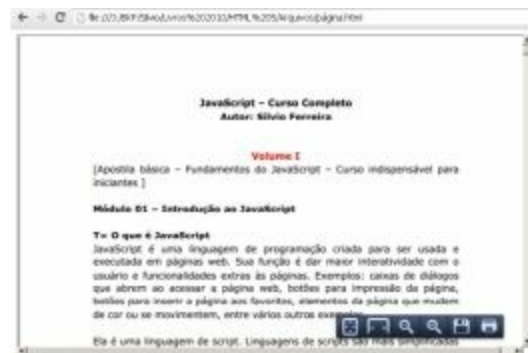 JavaScript – Curso Completo
Autor: Sílvio Ferreira
Volume I
[Apostila básica – Fundamentos do JavaScript – Curso indispensável para
iniciantes ]
Módulo 01 – Introdução ao JavaScript
T= O que é JavaScript
JavaScript é uma linguagem de programação criada para ser usada e
executada em páginas web. Sua função é dar maior interatividade com o
usuário e funcionalidades extras às páginas. Exemplos: caixas de diálogos
que abrem ao acessar a página web, botões para impressão da página,
botões para inserir a página aos favoritos, elementos da página que mudem
de cor ou se movimentem, entre vários outros
Ela é uma linguagem de script. Linguagens de scripts são mais simplificadas